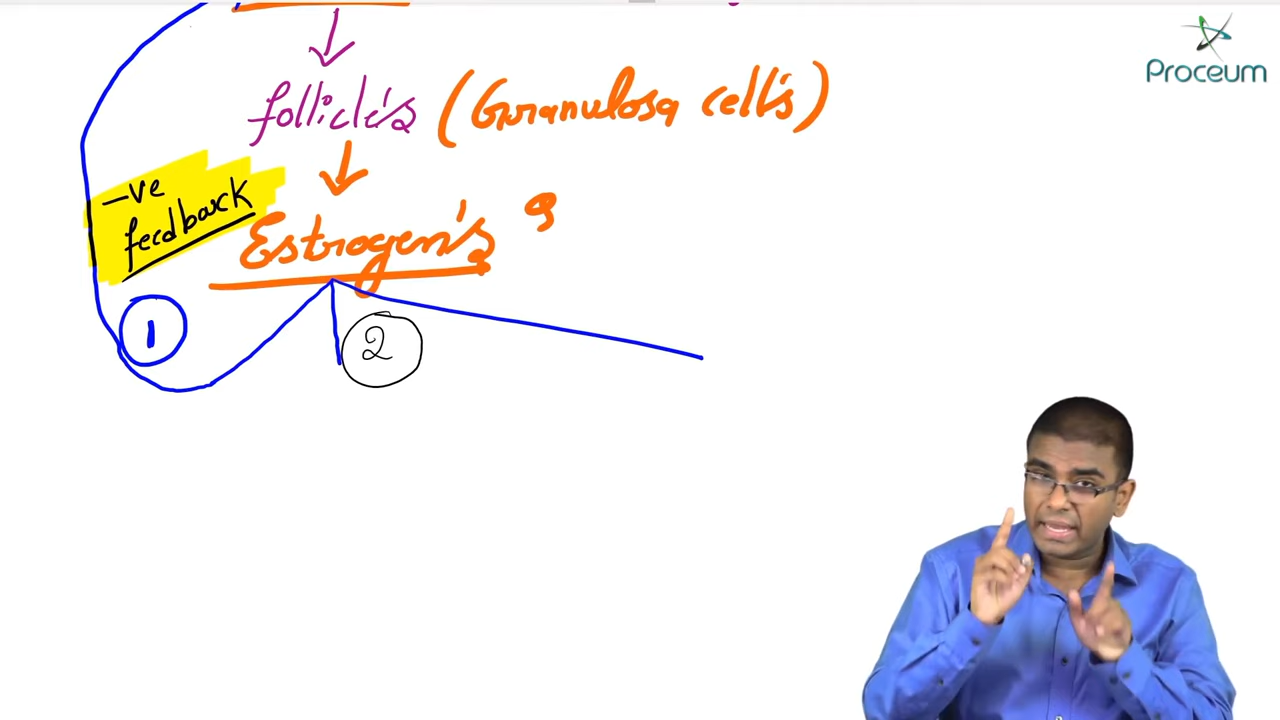 Proceum
follicle's (Granulosa cell's)
-ve
feedback
Estrogen's
1
2